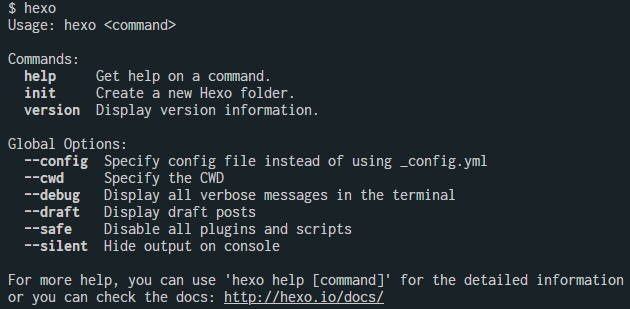 $ hexo
Usage: hexo <command>

Commands:
  help     Get help on a command.
  init     Create a new Hexo folder.
  version  Display version information.

Global Options:
  --config  Specify config file instead of using _config.yml
  --cwd     Specify the CWD
  --debug   Display all verbose messages in the terminal
  --draft   Display draft posts
  --safe    Disable all plugins and scripts
  --silent  Hide output on console

For more help, you can use 'hexo help [command]' for the detailed information
or you can check the docs: http://hexo.io/docs/